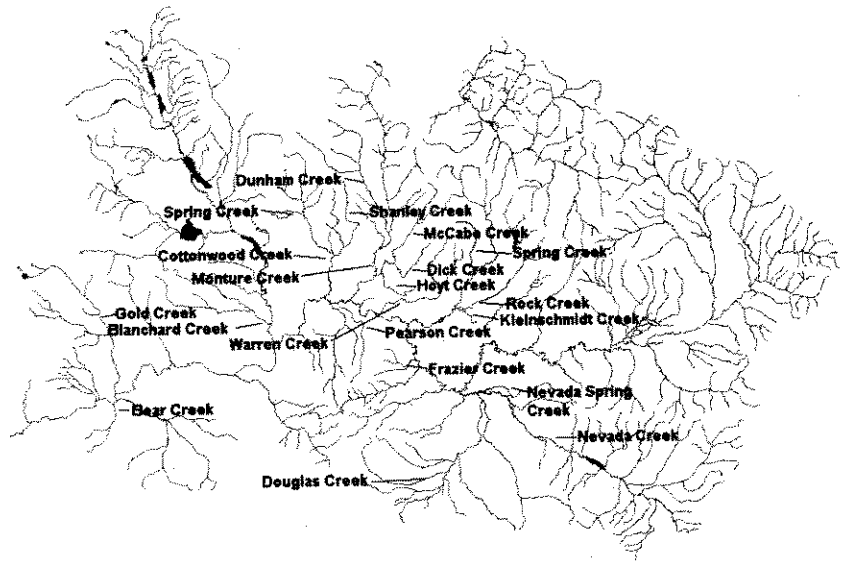 Dunham Creek
Spring Creek
Shanley Creek
McCabe Creek
Cottonwood Creek
Spring Creek
Monture Creek
Dick Creek
Hoyt Creek
Rock Creek
Gold Creek
Kleinschmidt Creek
Blanchard Creek
Pearson Creek
Warren Creek
Frazier Creek
Nevada Spring
Creek
Bear Creek
Nevada Creek
Douglas Creek